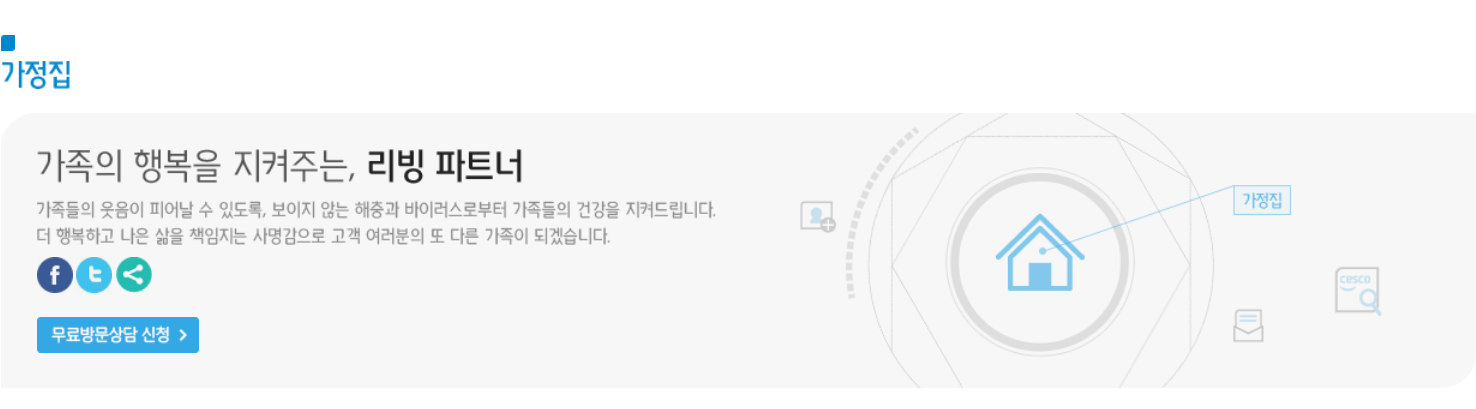 가정집
가족의 행복을 지켜주는, 리빙 파트너
가족들의 웃음이 피어날 수 있도록, 보이지 않는 해충과 바이러스로부터 가족들의 건강을 지켜드립니다.
더 행복하고 나은 삶을 책임지는 사명감으로 고객 여러분의 또 다른 가족이 되겠습니다.
무료방문상담 신청 >
가정집
cesco